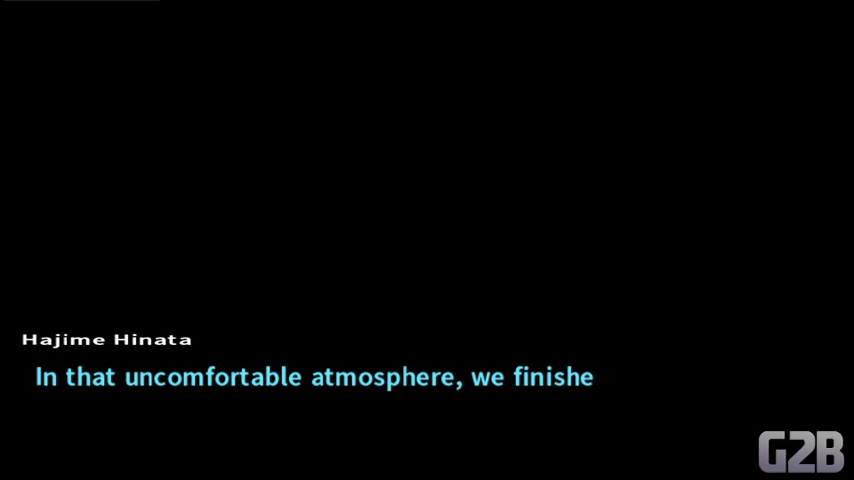 Hajime Hinata
In that uncomfortable atmosphere, we finishe
G2B